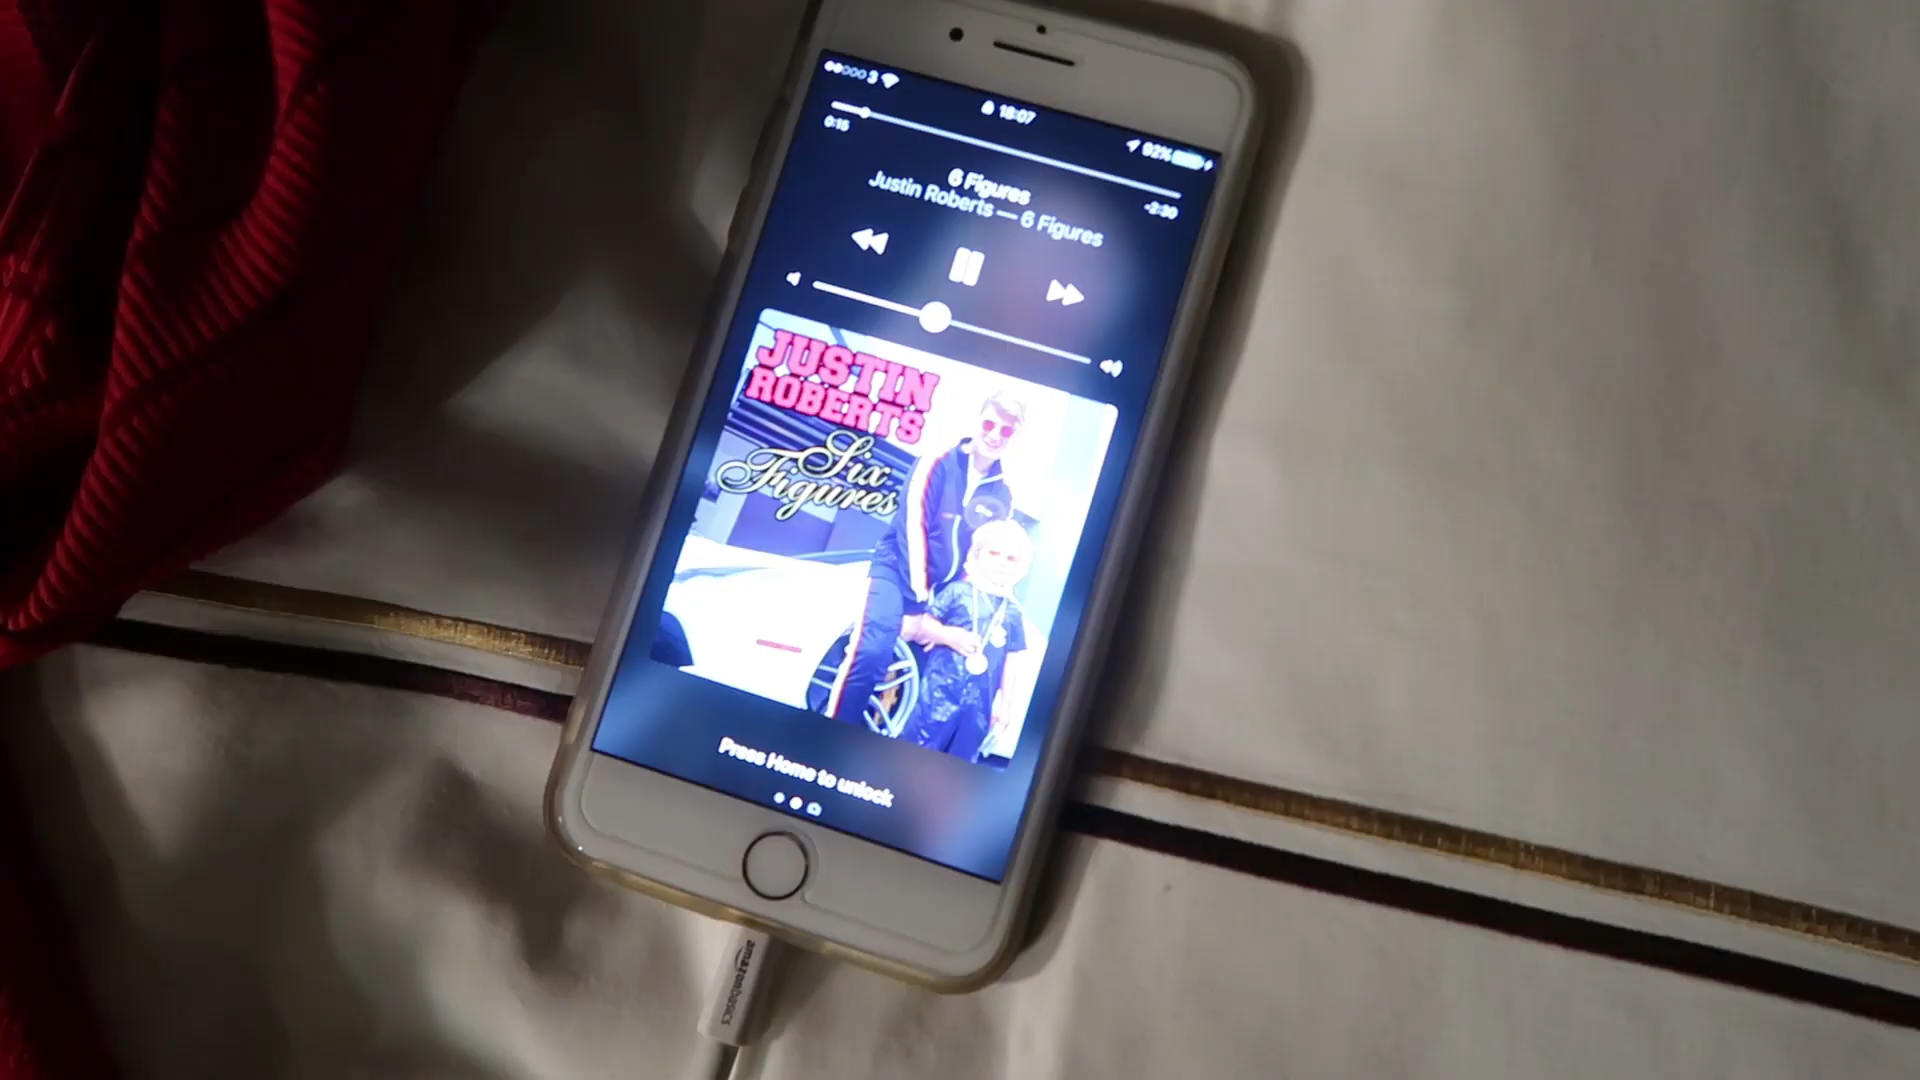 3
18:07
92%
0:15
-2:30
6 Figures
Justin Roberts — 6 Figures
JUSTIN
ROBERTS
Six
Figures
Press Home to unlock
amazonbasics